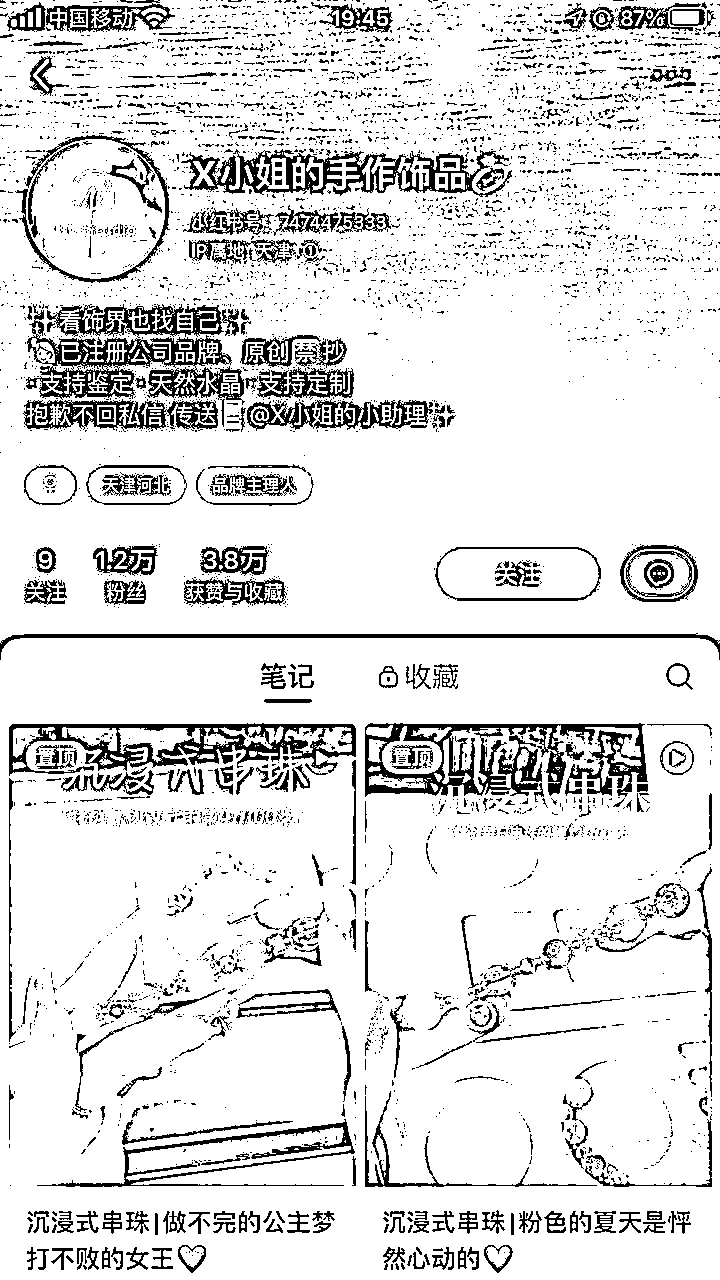 中国移动
19:45
87%
X小姐的手作饰品
小红书号：7474475333
IP属地：天津
看饰界也找自己
已注册公司品牌、原创禁抄
支持鉴定 天然水晶 支持定制
抱歉不回私信 传送 @X小姐的小助理
天津河北
品牌主理人
9
关注
1.2万
粉丝
3.8万
获赞与收藏
关注
笔记
收藏
置顶
沉浸式串珠
置顶
沉浸式串珠
沉浸式串珠|做不完的公主梦
打不败的女王♡
沉浸式串珠|粉色的夏天是怦
然心动的♡